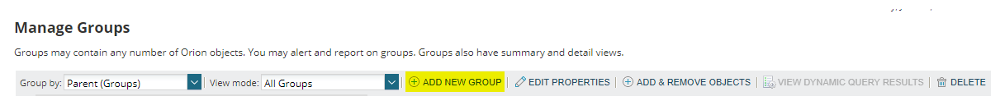 Manage Groups
Groups may contain any number of Orion objects. You may alert and report on groups. Groups also have summary and detail views.
Group by: Parent (Groups) View mode: All Groups ADD NEW GROUP EDIT PROPERTIES ADD & REMOVE OBJECTS VIEW DYNAMIC QUERY RESULTS DELETE